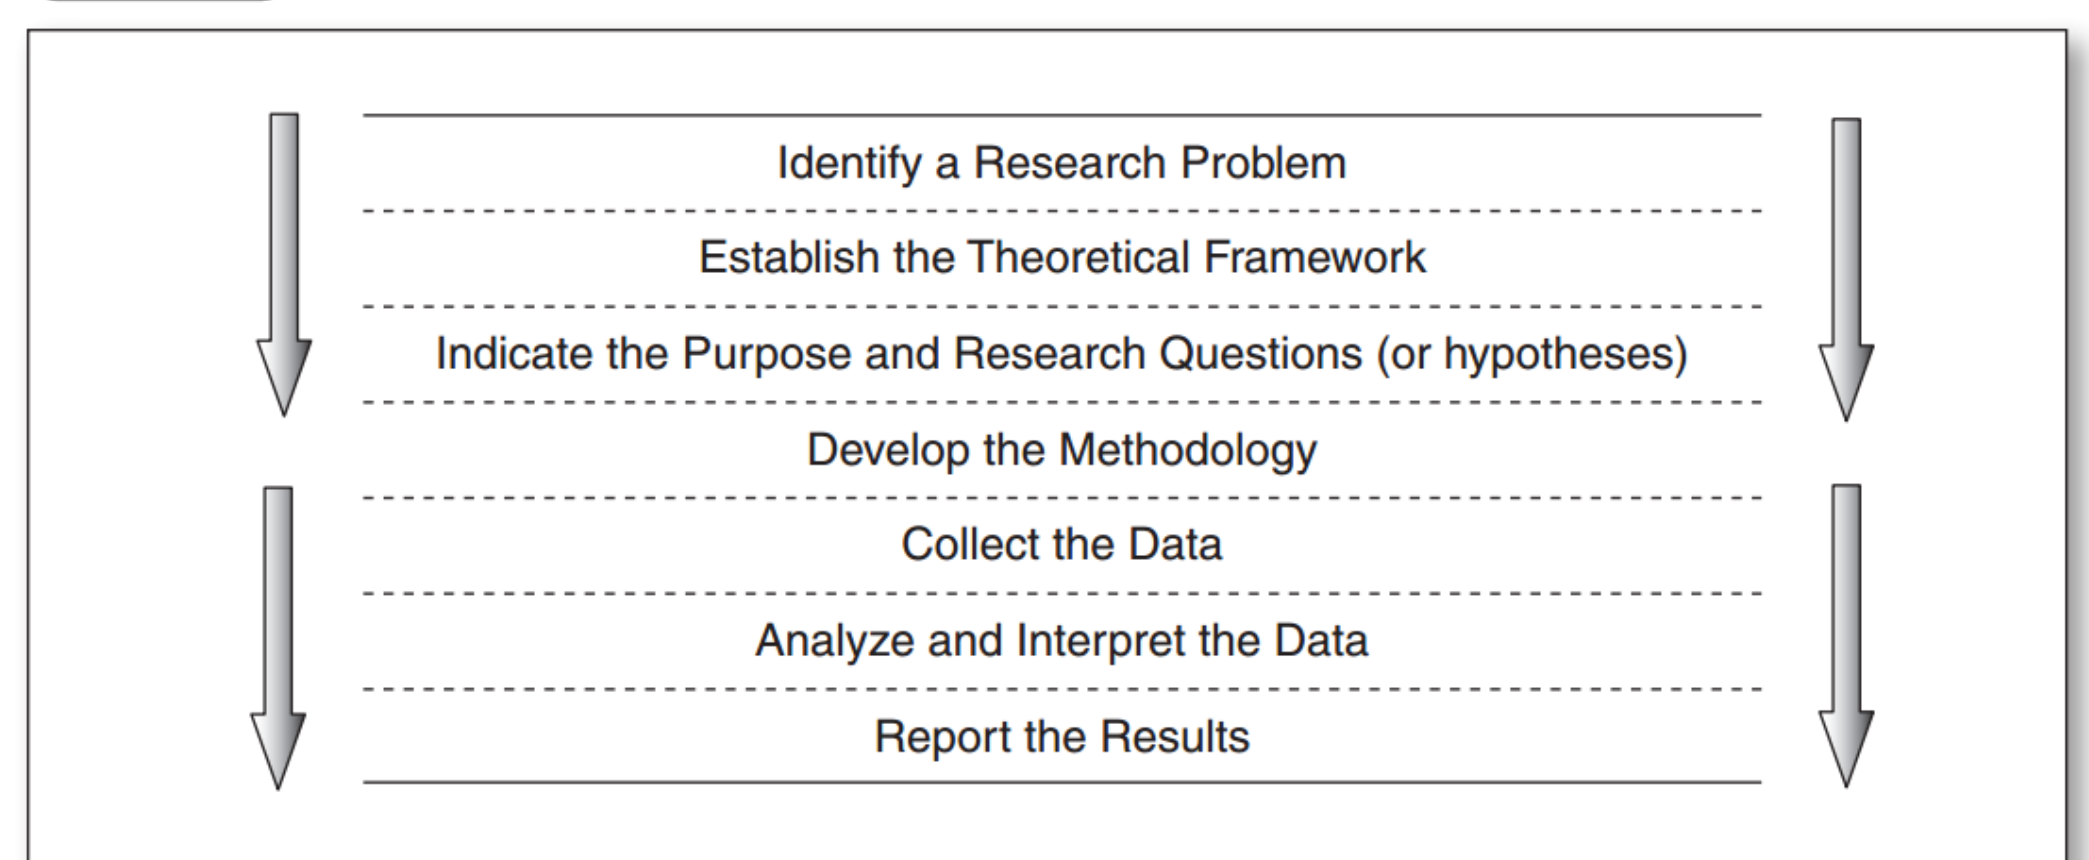 Identify a Research Problem
Establish the Theoretical Framework
Indicate the Purpose and Research Questions (or hypotheses)
Develop the Methodology
Collect the Data
Analyze and Interpret the Data
Report the Results